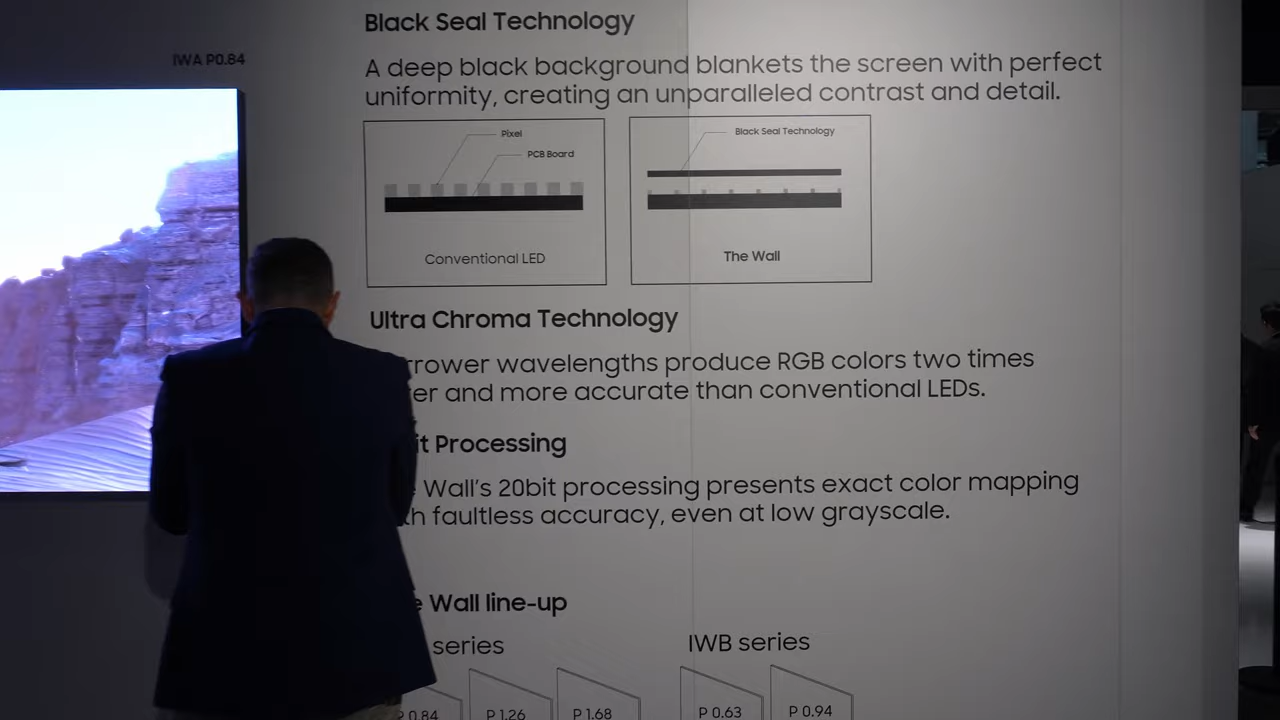 IWA P0.84
Black Seal Technology
A deep black background blankets the screen with perfect
uniformity, creating an unparalleled contrast and detail.
Pixel
PCB Board
Conventional LED
Black Seal Technology
The Wall
Ultra Chroma Technology
wavelengths produce RGB colors two times
and more accurate than conventional LEDs.
Processing
Wall's 20bit processing presents exact color mapping
faultless accuracy, even at low grayscale.
Wall line-up
series
IWB series
P 0.84
P 1.26
P 1.68
P 0.63
P 0.94